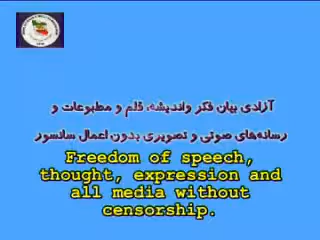 آزادی بیان فکر واندیشه، قلم و مطبوعات و
رسانه‌های صوتی و تصویری بدون اعمال سانسور
Freedom of speech,
thought, expression and
all media without
censorship.